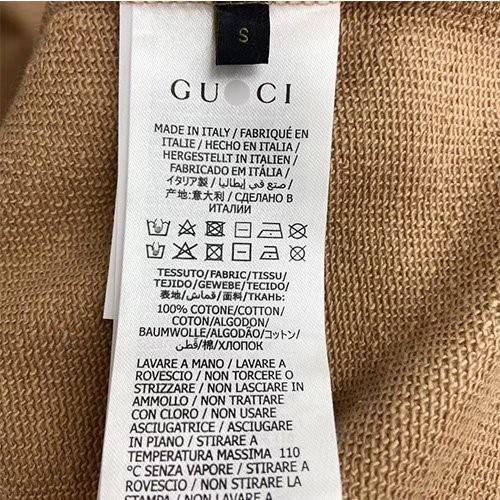 S
GUCCI
MADE IN ITALY / FABRIQUÉ EN
ITALIE / HECHO EN ITALIA /
HERGESTELLT IN ITALIEN /
FABRICADO EM ITÁLIA /
イタリア製 / صنع في إيطاليا /
产地:意大利 / СДЕЛАНО В
ИТАЛИИ
TESSUTO/FABRIC/TISSU/
TEJIDO/GEWEBE/TECIDO/
表地/قماش/面料/ТКАНЬ:
100% COTONE/COTTON/
COTON/ALGODON/
BAUMWOLLE/ALGODÃO/コットン/
قطن/棉/ХЛОПОК
LAVARE A MANO / LAVARE A
ROVESCIO / NON TORCERE O
STRIZZARE / NON LASCIARE IN
AMMOLLO / NON TRATTARE
CON CLORO / NON USARE
ASCIUGATRICE / ASCIUGARE
IN PIANO / STIRARE A
TEMPERATURA MASSIMA 110
°C SENZA VAPORE / STIRARE A
ROVESCIO / NON STIRARE LA
STAMPA